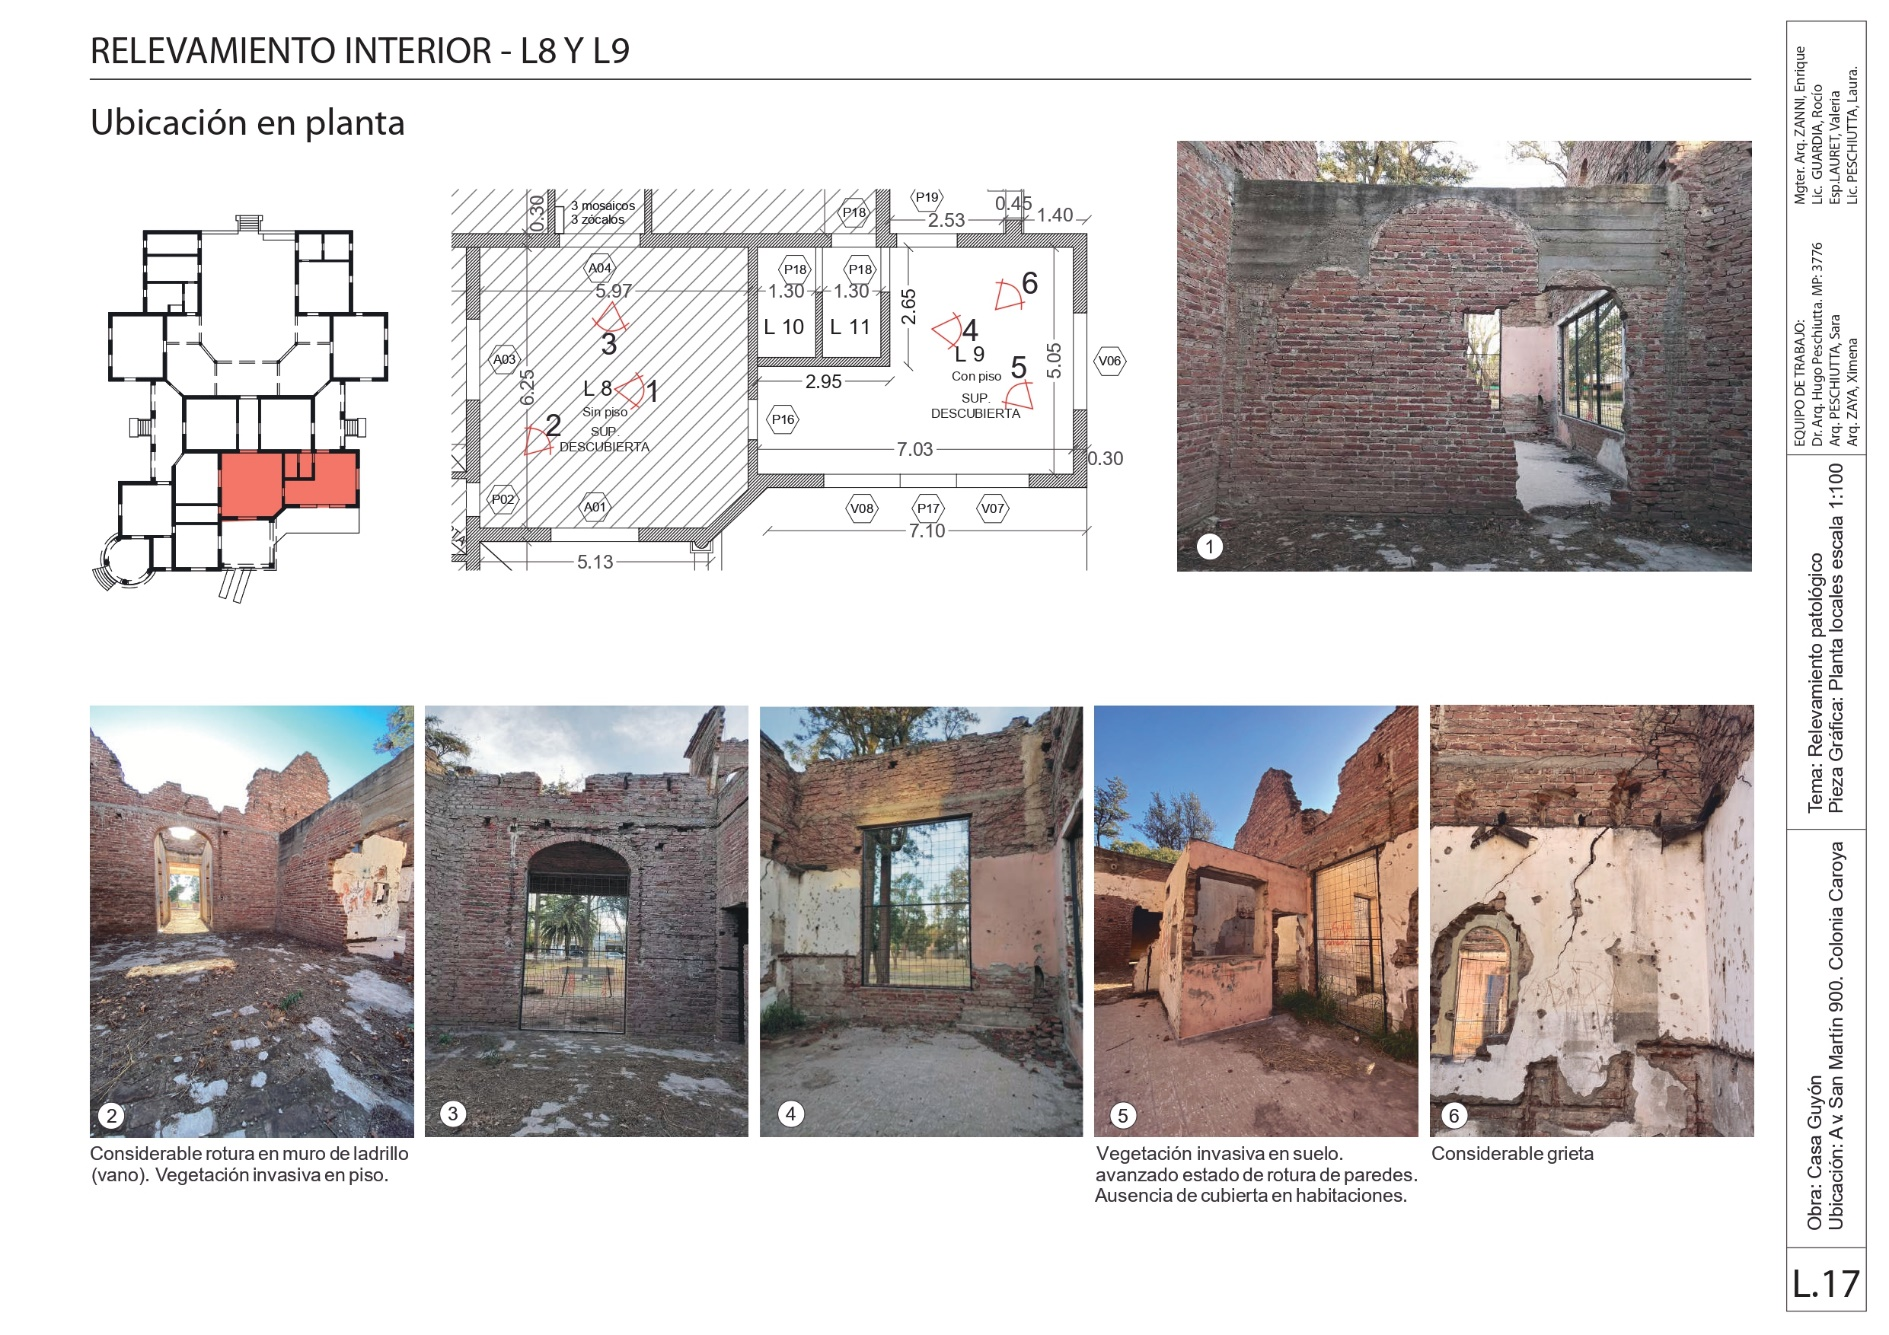 RELEVAMIENTO INTERIOR - L8 Y L9
Ubicación en planta
0.30
3 mosaicos
3 zócalos
P18
P19
2.53
0.45
1.40
A04
5.97
P18
P18
1.30
1.30
L 10
L 11
2.65
6
4
3
L 9
5
5.05
V06
A03
6.25
L 8
1
Con piso
2.95
Sin piso
SUP.
DESCUBIERTA
2
SUP.
DESCUBIERTA
P16
7.03
0.30
P02
A01
V08
P17
V07
7.10
5.13
1
2
3
4
5
6
Considerable rotura en muro de ladrillo
(vano). Vegetación invasiva en piso.
Vegetación invasiva en suelo.
avanzado estado de rotura de paredes.
Ausencia de cubierta en habitaciones.
Considerable grieta
Mgter. Arq. ZANNI, Enrique
Lic. GUARDIA, Rocío
Esp.LAURET, Valeria
Lic. PESCHIUTTA, Laura.
EQUIPO DE TRABAJO:
Dr. Arq. Hugo Peschiutta. MP: 3776
Arq. PESCHIUTTA, Sara
Arq. ZAYA, Ximena
Tema: Relevamiento patológico
Pieza Gráfica: Planta locales escala 1:100
Obra: Casa Guyón
Ubicación: Av. San Martín 900. Colonia Caroya
L.17